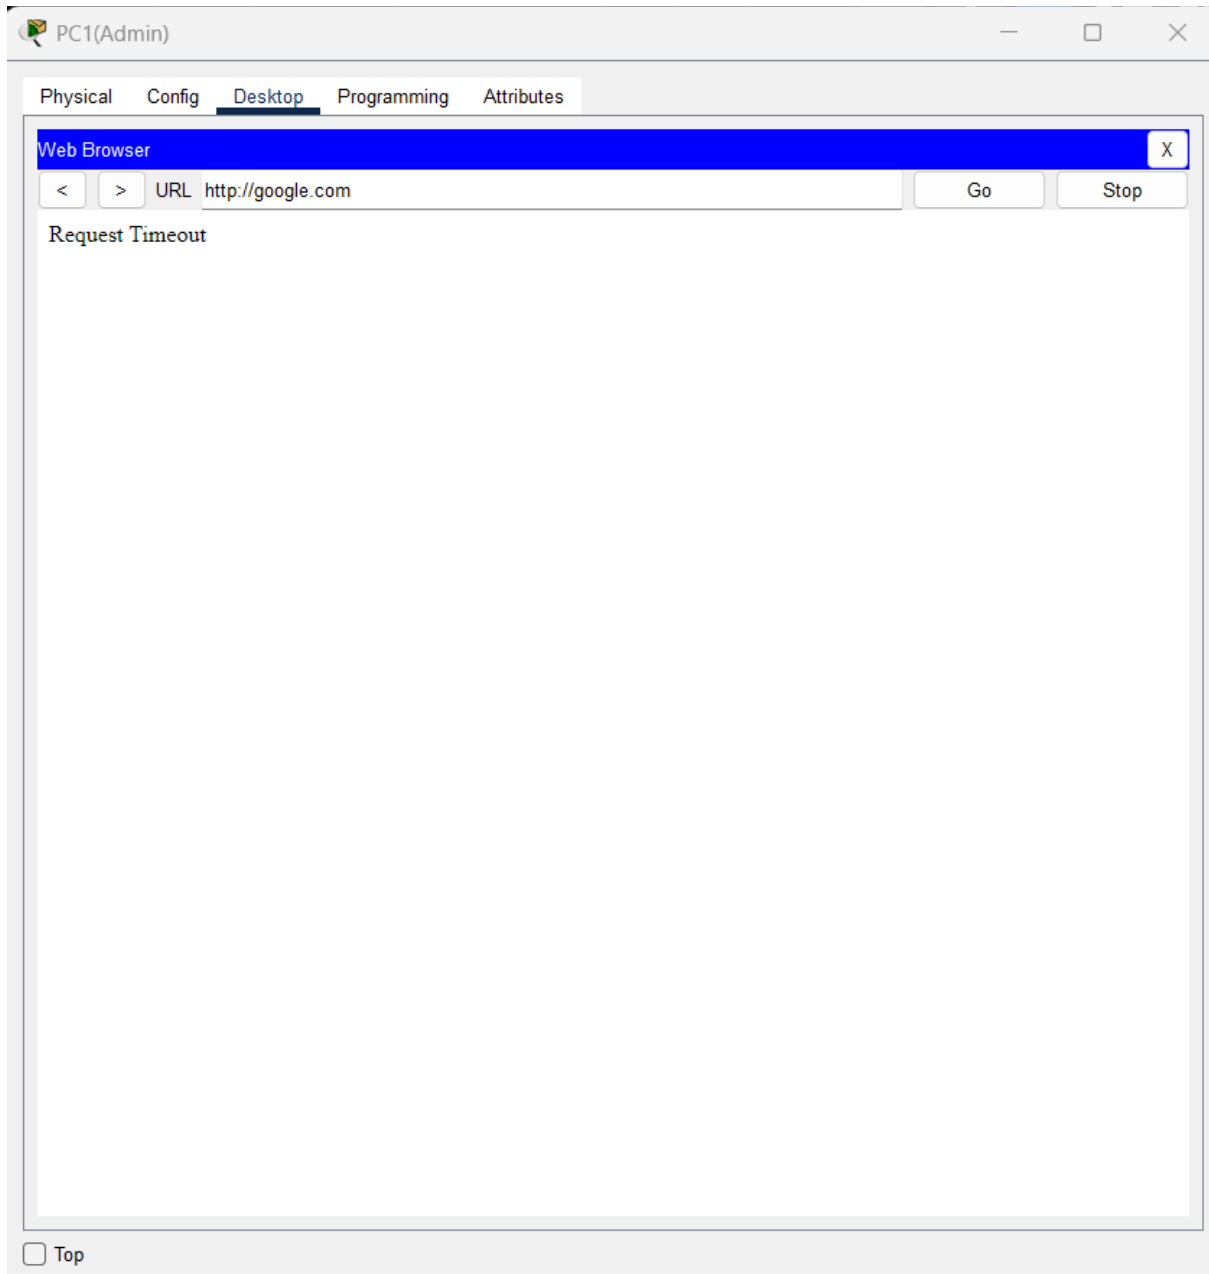 PC1(Admin)
Physical Config Desktop Programming Attributes
Web Browser X
< > URL http://google.com Go Stop
Request Timeout
Top